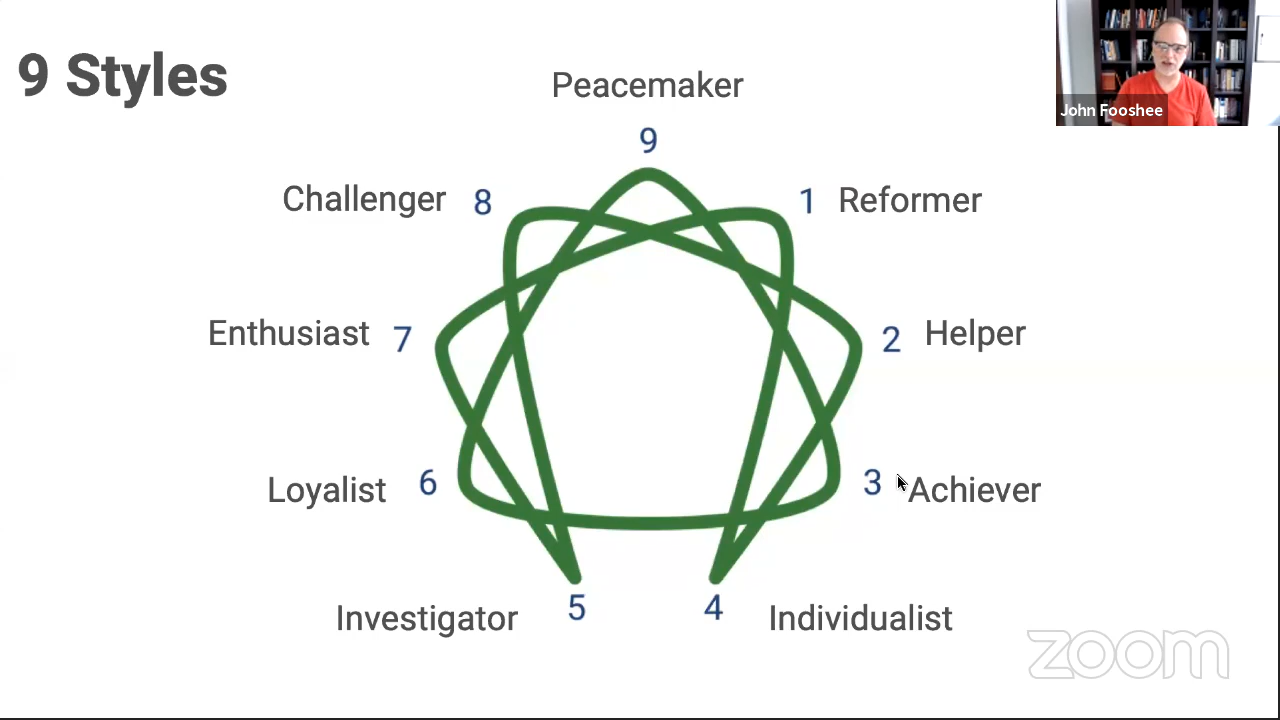 9 Styles
Peacemaker
9
John Fooshee
Challenger 8
1 Reformer
Enthusiast 7
2 Helper
Loyalist 6
3 Achiever
Investigator 5
4 Individualist
zoom